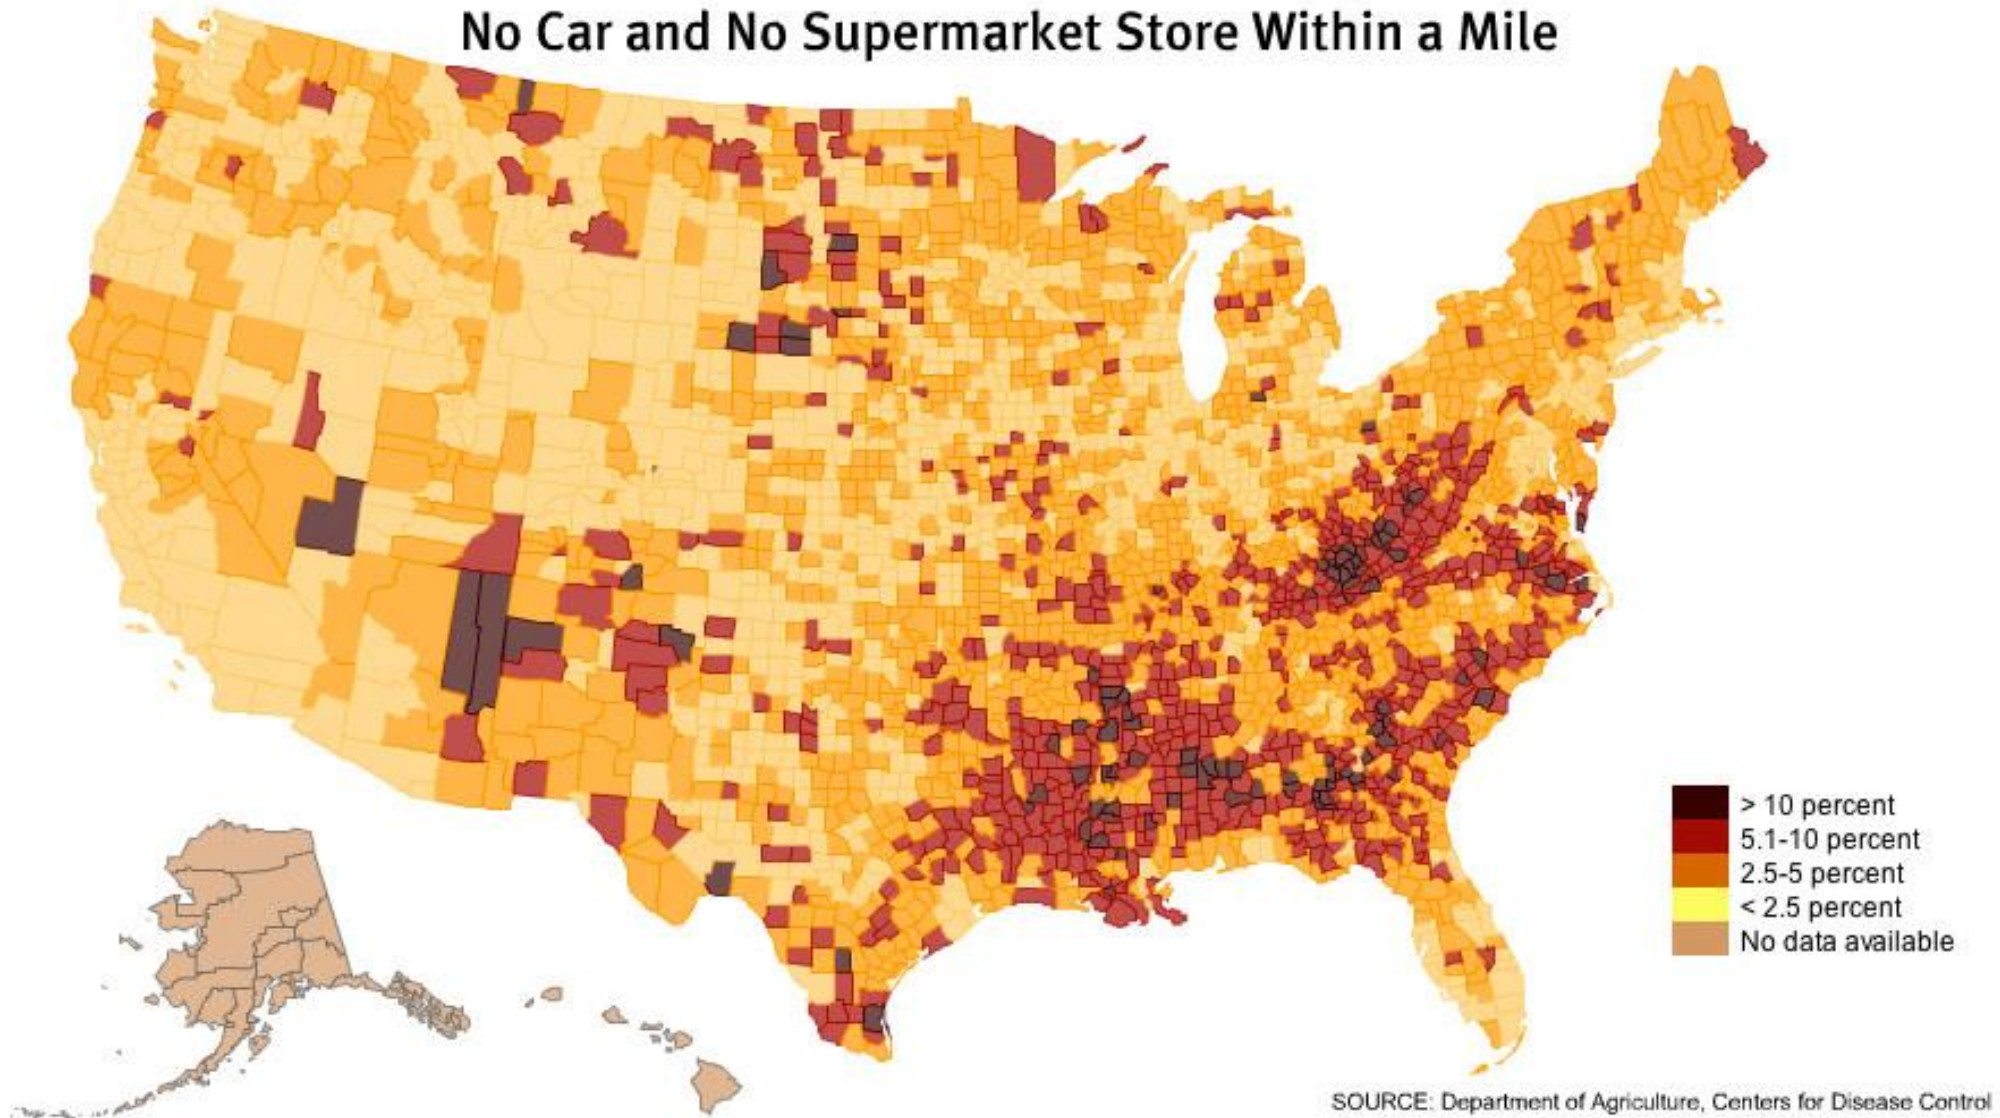 No Car and No Supermarket Store Within a Mile
> 10 percent
5.1-10 percent
2.5-5 percent
< 2.5 percent
No data available
SOURCE: Department of Agriculture, Centers for Disease Control